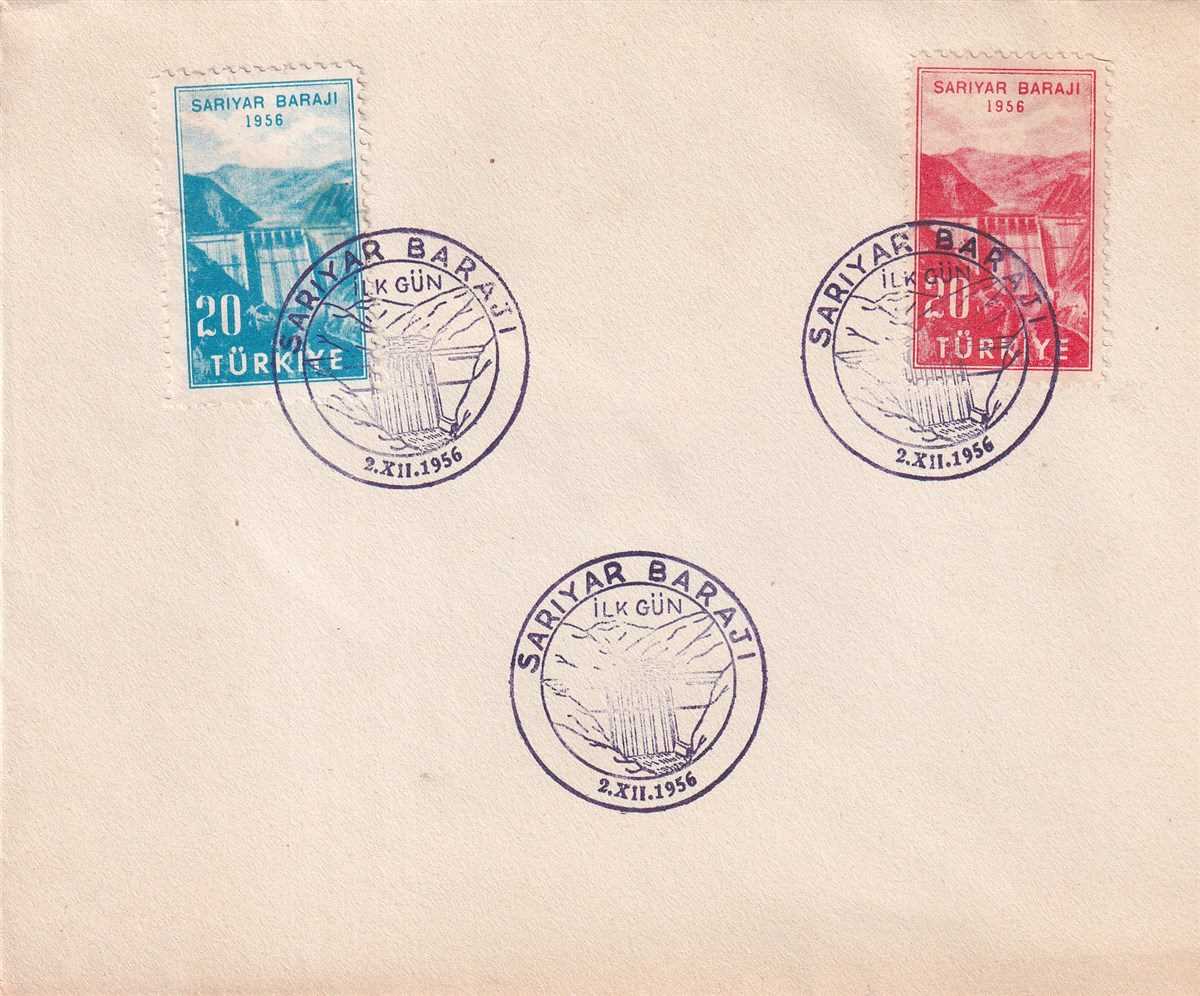 SARIYAR BARAJI
1956
20
TÜRKİYE
SARIYAR BARAJI
1956
20
TÜRKİYE
SARIYAR BARAJI
İLK GÜN
2.XII.1956
SARIYAR BARAJI
İLK GÜN
2.XII.1956
SARIYAR BARAJI
İLK GÜN
2.XII.1956